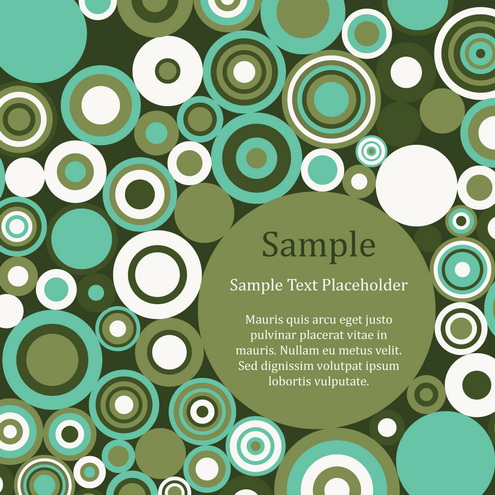 Sample
Sample Text Placeholder
Mauris quis arcu eget justo
pulvinar placerat vitae in
mauris. Nullam eu metus velit.
Sed dignissim volutpat ipsum
lobortis vulputate.